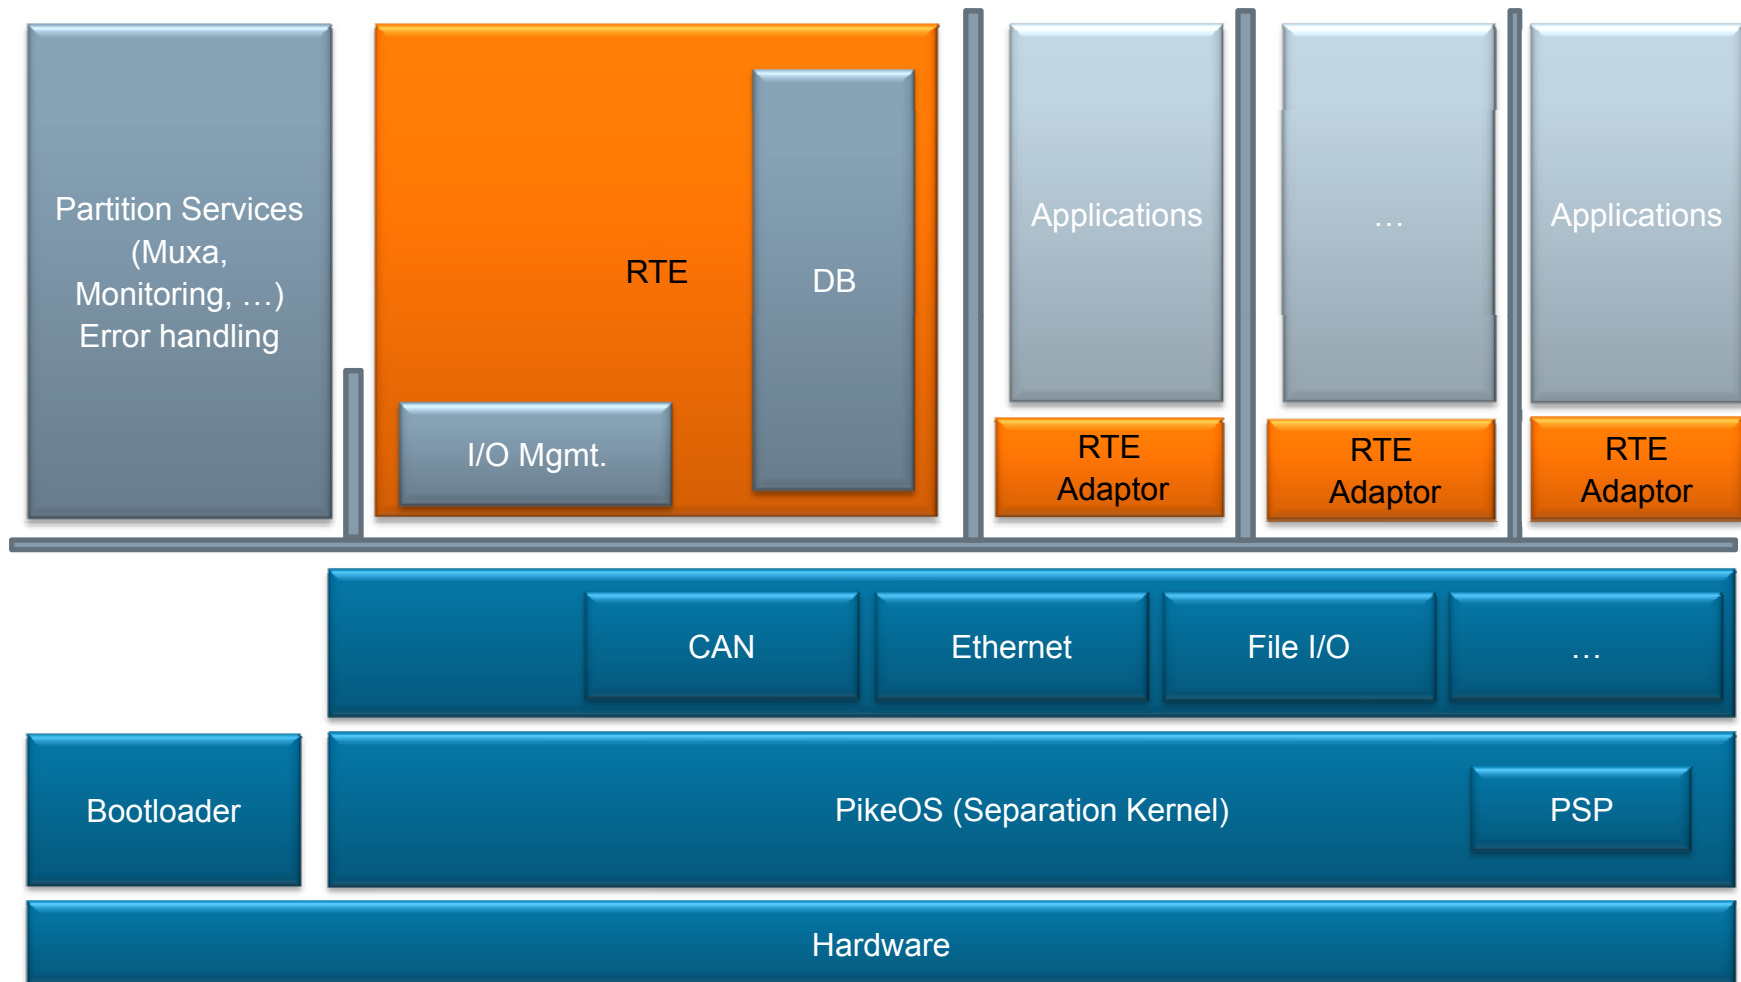 Partition Services
(Muxa,
Monitoring, …)
Error handling
RTE
DB
I/O Mgmt.
Applications
…
Applications
RTE
Adaptor
RTE
Adaptor
RTE
Adaptor
CAN
Ethernet
File I/O
…
Bootloader
PikeOS (Separation Kernel)
PSP
Hardware